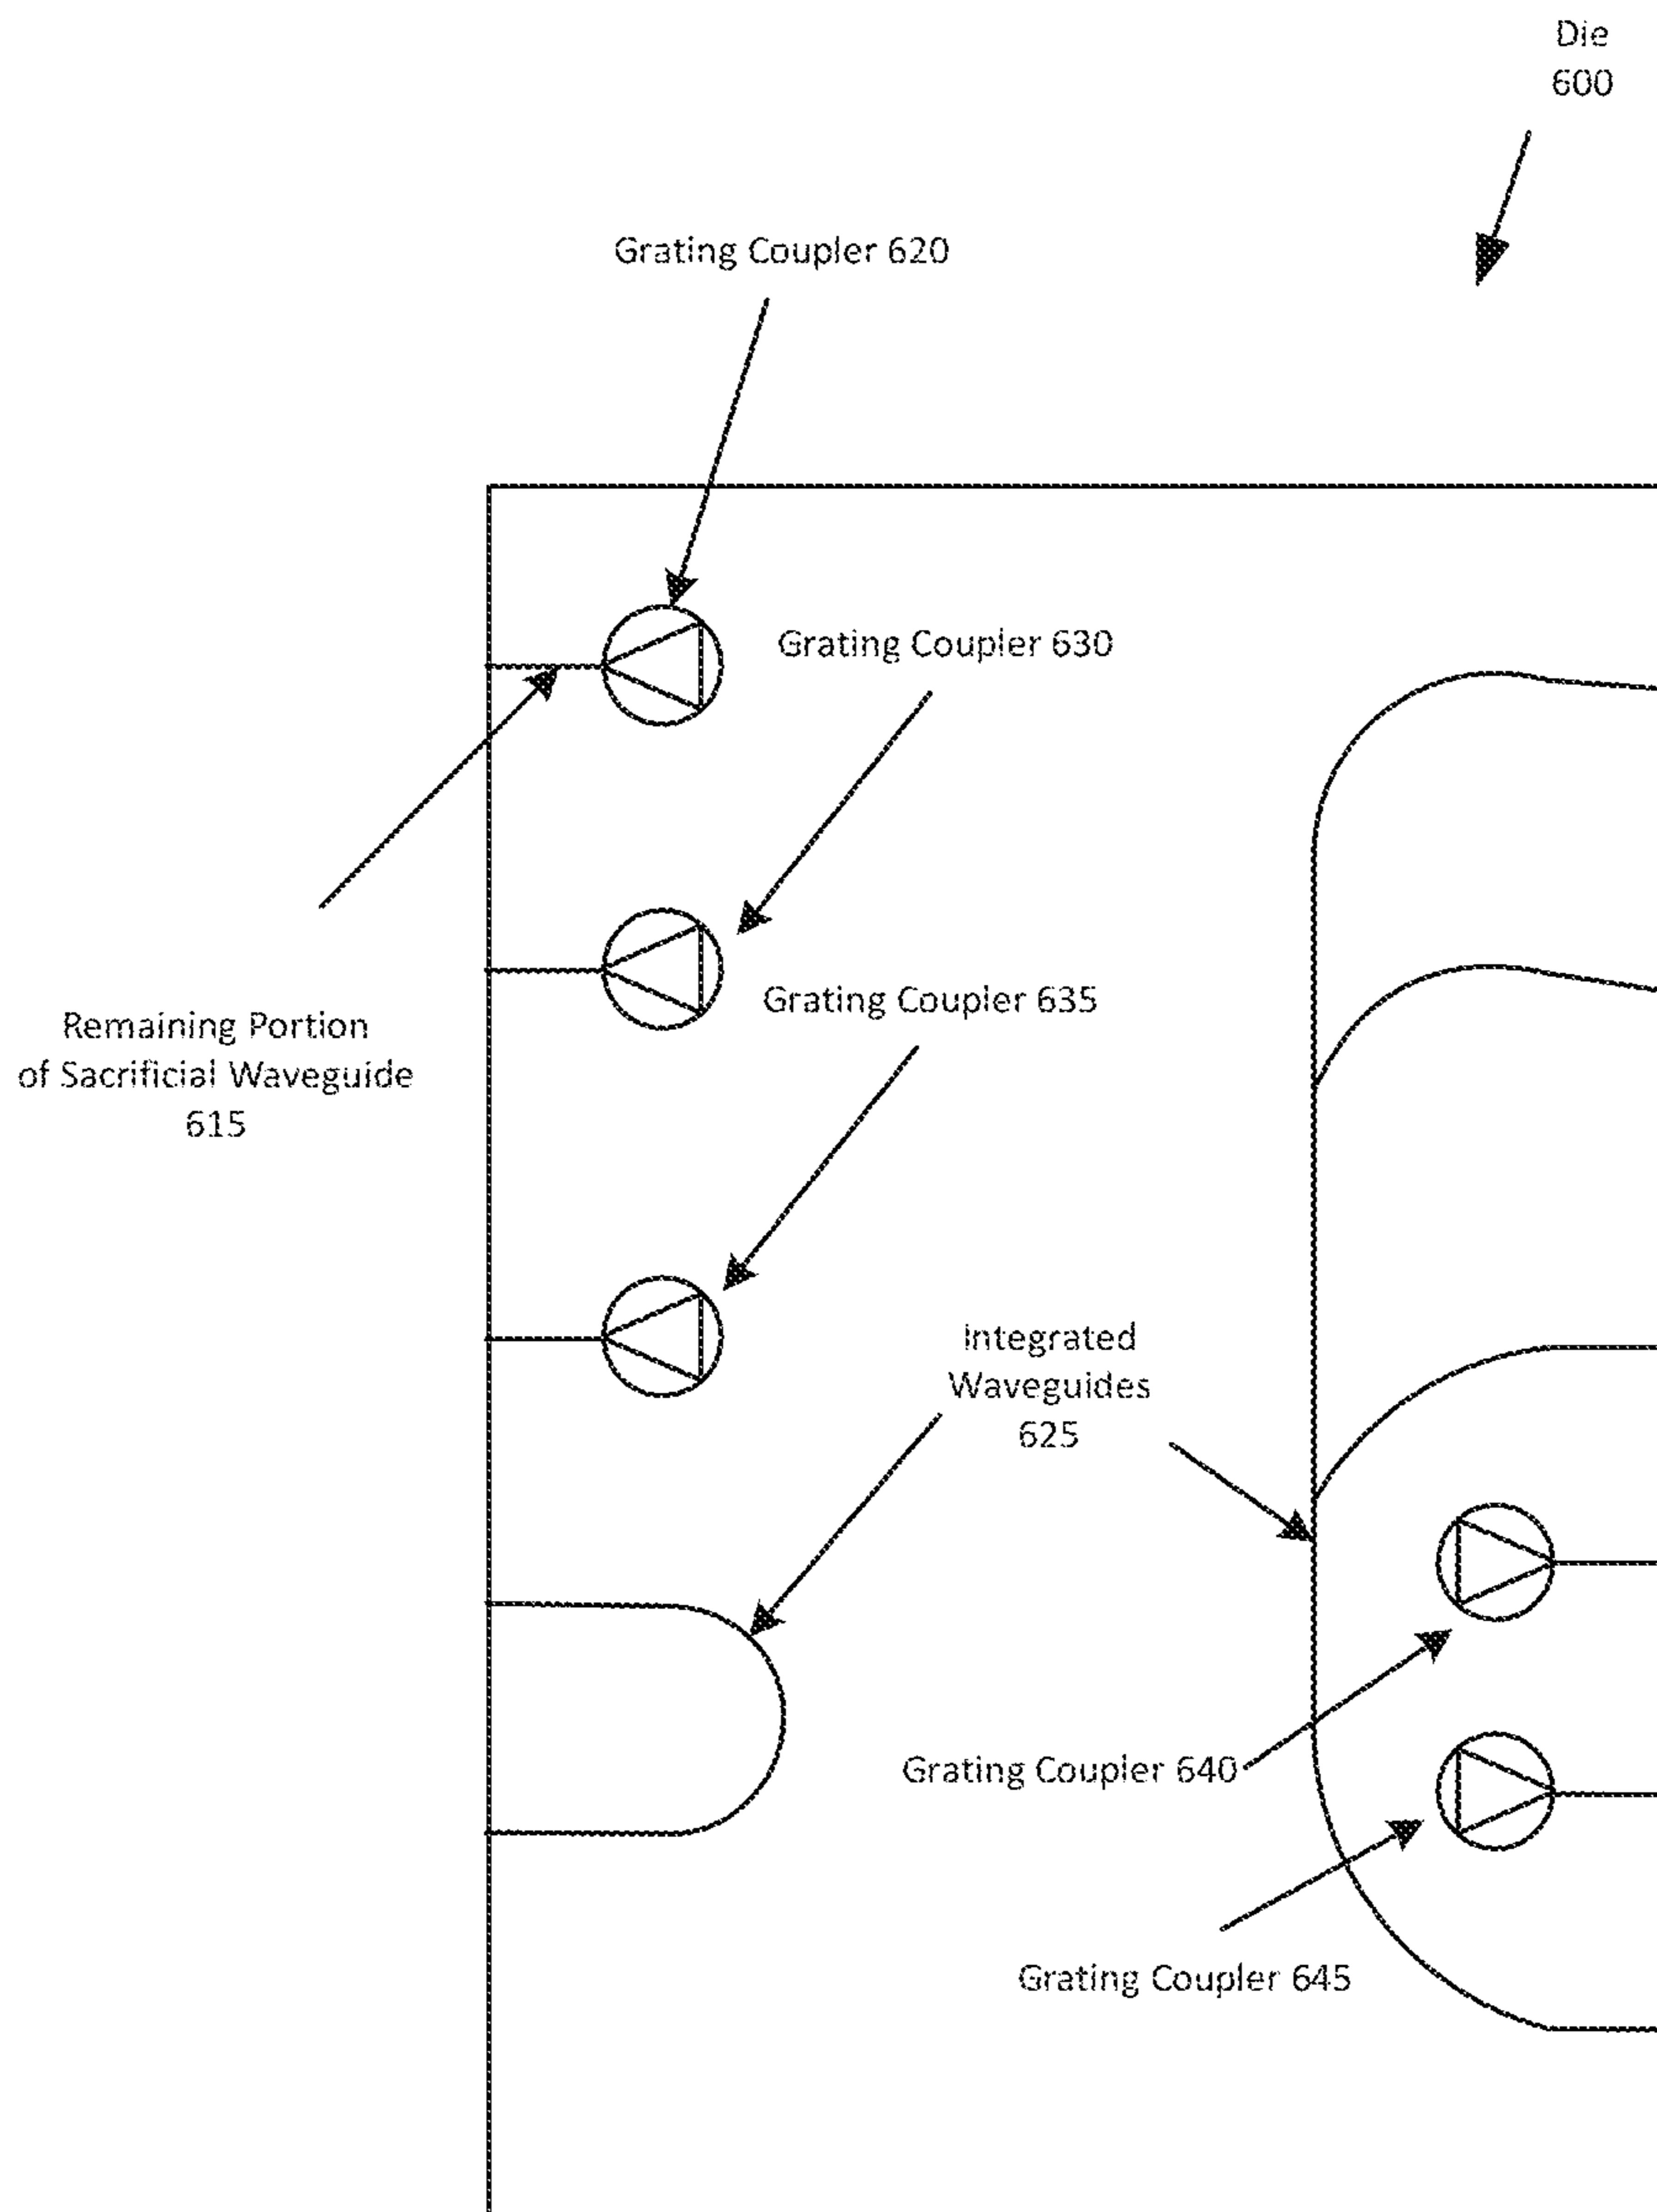 Die
600
Grating Coupler 620
Grating Coupler 630
Grating Coupler 635
Remaining Portion
of Sacrificial Waveguide
615
Integrated
Waveguides
625
Grating Coupler 640
Grating Coupler 645